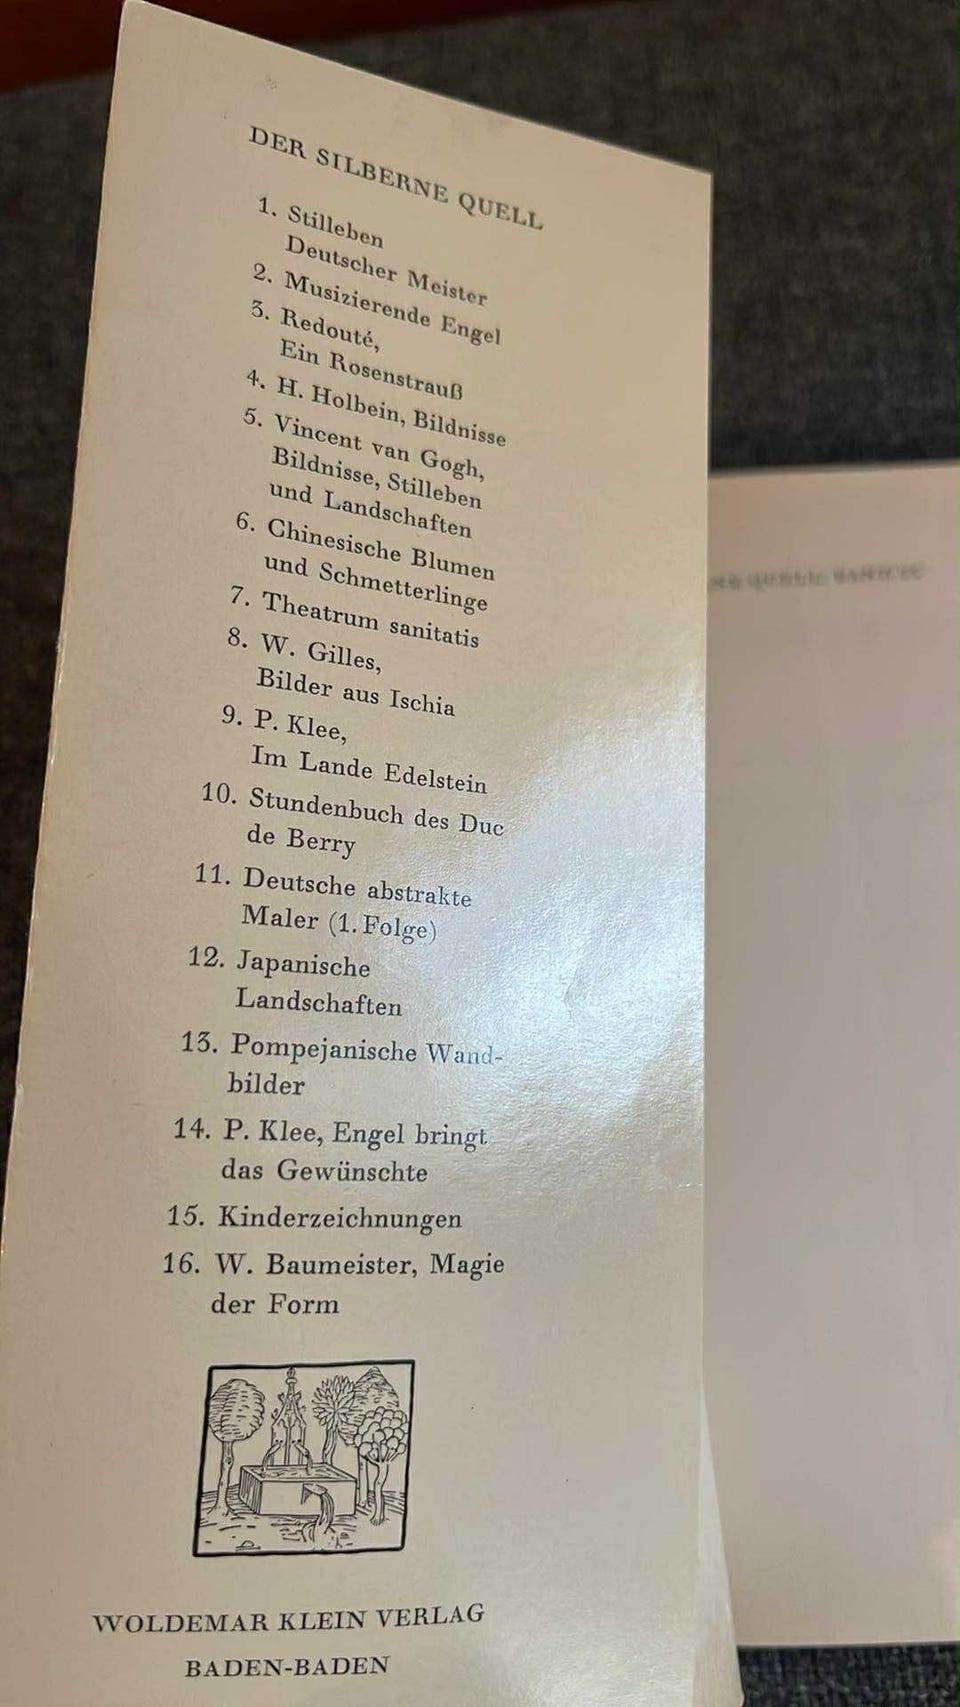 DER SILBERNE QUELL
1. Stilleben
Deutscher Meister
2. Musizierende Engel
3. Redouté,
Ein Rosenstrauß
4. H. Holbein, Bildnisse
5. Vincent van Gogh,
Bildnisse, Stilleben
und Landschaften
6. Chinesische Blumen
und Schmetterlinge
7. Theatrum sanitatis
8. W. Gilles,
Bilder aus Ischia
9. P. Klee,
Im Lande Edelstein
10. Stundenbuch des Duc
de Berry
11. Deutsche abstrakte
Maler (1. Folge)
12. Japanische
Landschaften
13. Pompejanische Wand-
bilder
14. P. Klee, Engel bringt
das Gewünschte
15. Kinderzeichnungen
16. W. Baumeister, Magie
der Form
WOLDEMAR KLEIN VERLAG
BADEN-BADEN